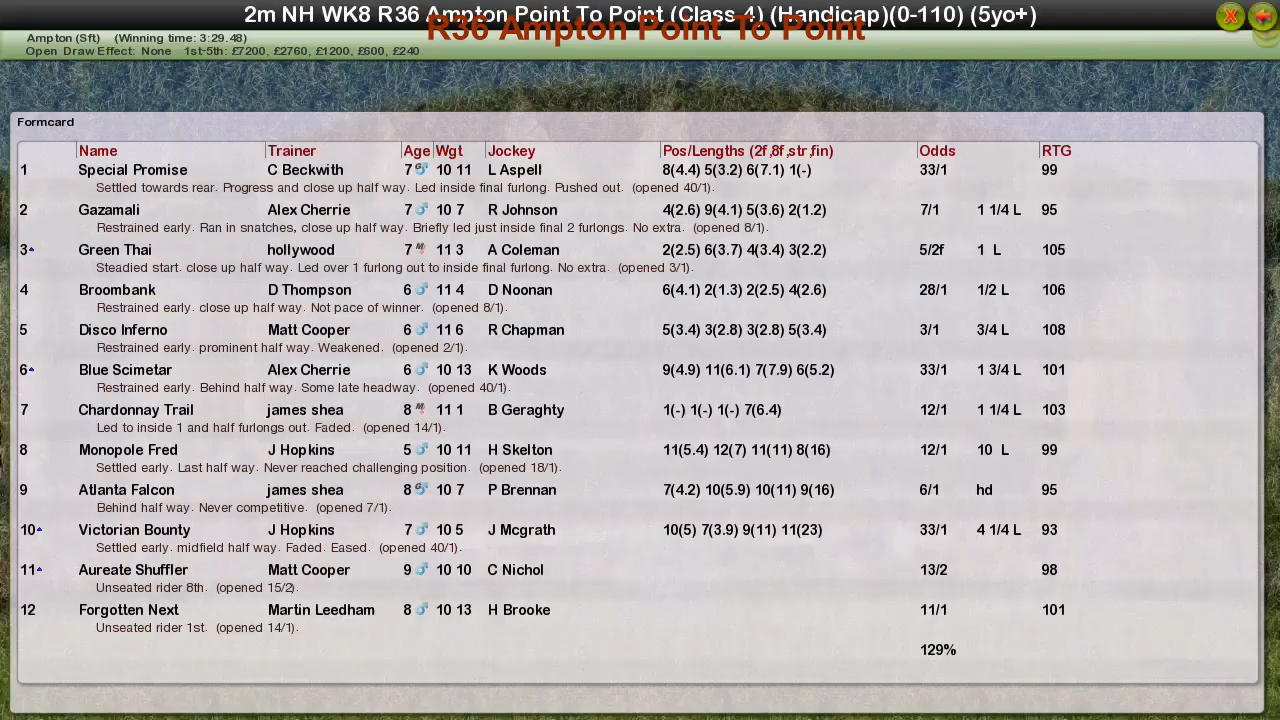 2m NH WK8 R36 Ampton Point To Point (Class 4) (Handicap)(0-110) (5yo+)
R36 Ampton Point To Point
Ampton (Sft) (Winning time: 3:29.48)
Open Draw Effect: None 1st-5th: £7200, £2760, £1200, £600, £240
Formcard
Name Trainer Age Wgt Jockey Pos/Lengths (2f,8f,str,fin) Odds RTG
1 Special Promise C Beckwith 7 10 11 L Aspell 8(4.4) 5(3.2) 6(7.1) 1(-) 33/1 99
Settled towards rear. Progress and close up half way. Led inside final furlong. Pushed out. (opened 40/1).
2 Gazamali Alex Cherrie 7 10 7 R Johnson 4(2.6) 9(4.1) 5(3.6) 2(1.2) 7/1 1 1/4 L 95
Restrained early. Ran in snatches, close up half way. Briefly led just inside final 2 furlongs. No extra. (opened 8/1).
3 Green Thai hollywood 7 11 3 A Coleman 2(2.5) 6(3.7) 4(3.4) 3(2.2) 5/2f 1 L 105
Steadied start. close up half way. Led over 1 furlong out to inside final furlong. No extra. (opened 3/1).
4 Broombank D Thompson 6 11 4 D Noonan 6(4.1) 2(1.3) 2(2.5) 4(2.6) 28/1 1/2 L 106
Restrained early. close up half way. Not pace of winner. (opened 8/1).
5 Disco Inferno Matt Cooper 6 11 6 R Chapman 5(3.4) 3(2.8) 3(2.8) 5(3.4) 3/1 3/4 L 108
Restrained early. prominent half way. Weakened. (opened 2/1).
6 Blue Scimetar Alex Cherrie 6 10 13 K Woods 9(4.9) 11(6.1) 7(7.9) 6(5.2) 33/1 1 3/4 L 101
Restrained early. Behind half way. Some late headway. (opened 40/1).
7 Chardonnay Trail james shea 8 11 1 B Geraghty 1(-) 1(-) 1(-) 7(6.4) 12/1 1 1/4 L 103
Led to inside 1 and half furlongs out. Faded. (opened 14/1).
8 Monopole Fred J Hopkins 5 10 11 H Skelton 11(5.4) 12(7) 11(11) 8(16) 12/1 10 L 99
Settled early. Last half way. Never reached challenging position. (opened 18/1).
9 Atlanta Falcon james shea 8 10 7 P Brennan 7(4.2) 10(5.9) 10(11) 9(16) 6/1 hd 95
Behind half way. Never competitive. (opened 7/1).
10 Victorian Bounty J Hopkins 7 10 5 J Mcgrath 10(5) 7(3.9) 9(11) 11(23) 33/1 4 1/4 L 93
Settled early. midfield half way. Faded. Eased. (opened 40/1).
11 Aureate Shuffler Matt Cooper 9 10 10 C Nichol 13/2 98
Unseated rider 8th. (opened 15/2).
12 Forgotten Next Martin Leedham 8 10 13 H Brooke 11/1 101
Unseated rider 1st. (opened 14/1).
129%